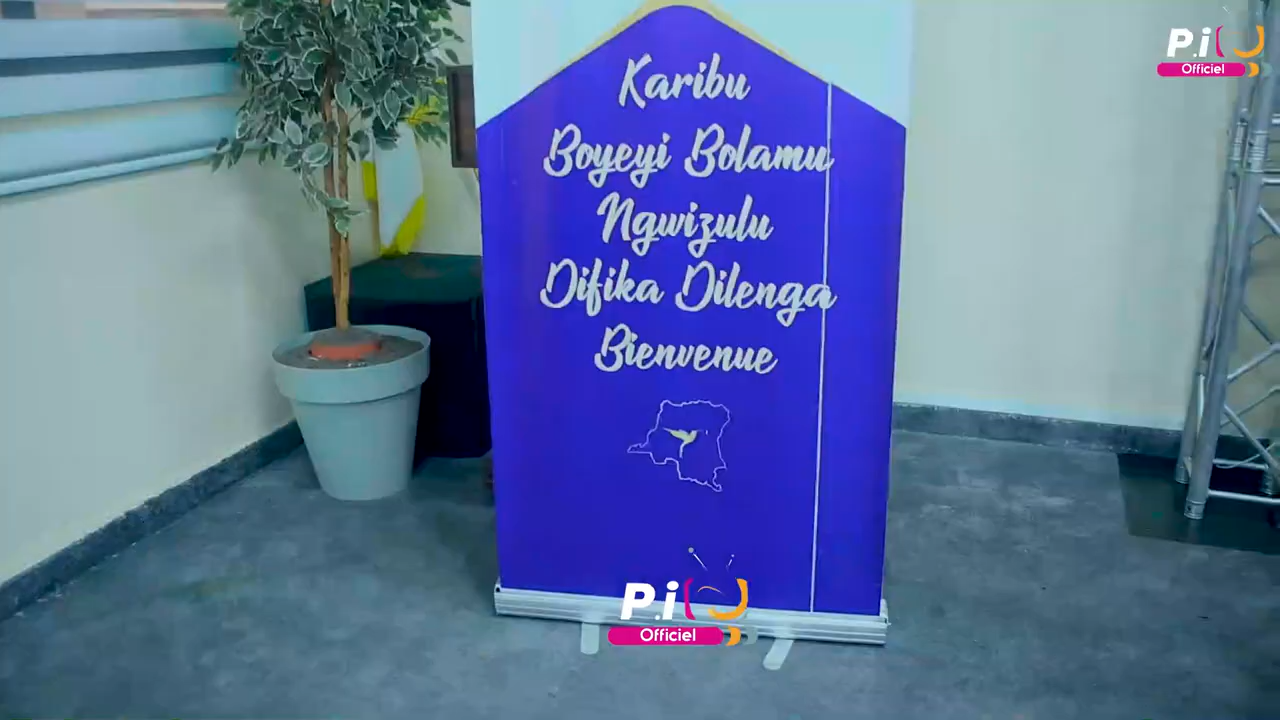 P.i
Officiel
Karibu
Boyeyi Bolamu
Ngwizulu
Difika Dilenga
Bienvenue
P.i
Officiel